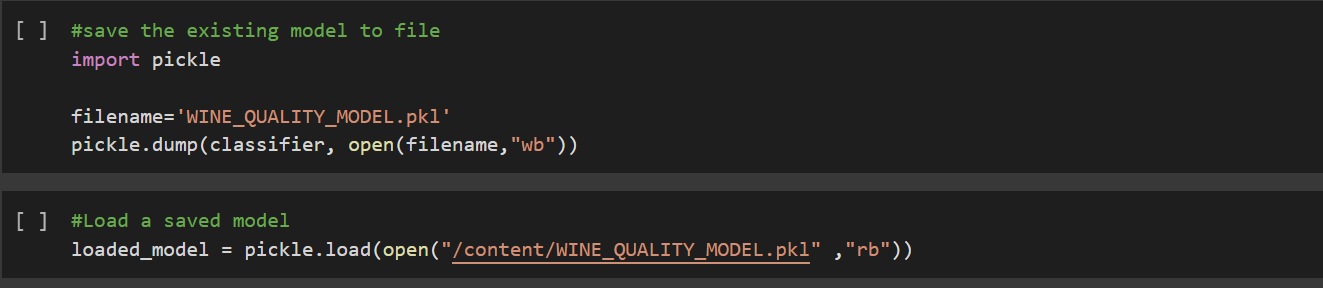 [ ] #save the existing model to file
import pickle
filename='WINE_QUALITY_MODEL.pkl'
pickle.dump(classifier, open(filename,"wb"))
[ ] #Load a saved model
loaded_model = pickle.load(open("/content/WINE_QUALITY_MODEL.pkl" ,"rb"))